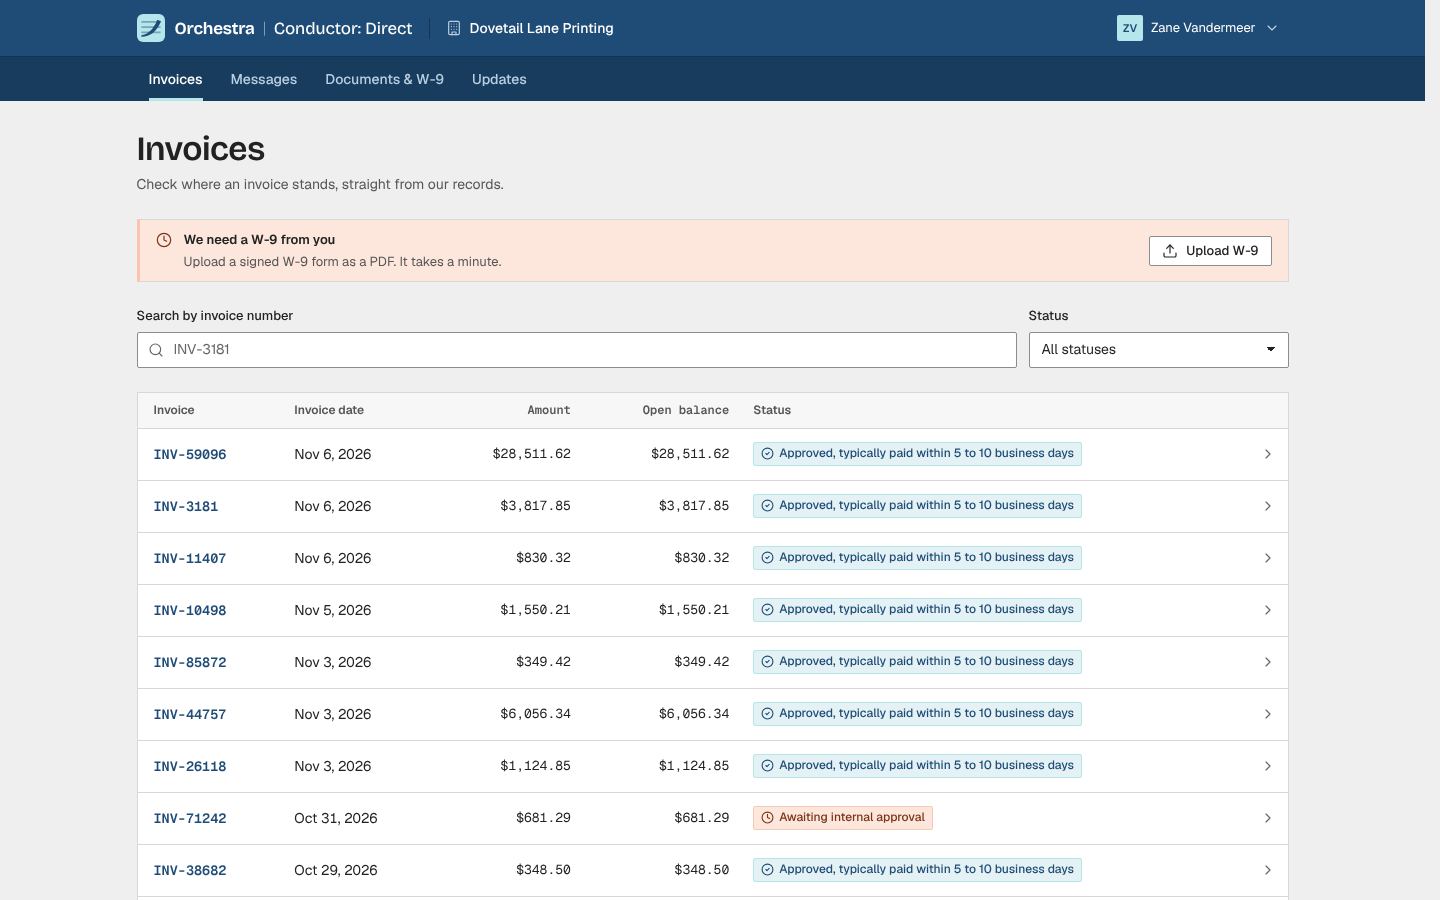 Orchestra | Conductor: Direct Dovetail Lane Printing ZV Zane Vandermeer
Invoices Messages Documents & W-9 Updates
Invoices
Check where an invoice stands, straight from our records.
We need a W-9 from you
Upload a signed W-9 form as a PDF. It takes a minute.
Upload W-9
Search by invoice number Status
INV-3181 All statuses
Invoice Invoice date Amount Open balance Status
INV-59096 Nov 6, 2026 $28,511.62 $28,511.62 Approved, typically paid within 5 to 10 business days
INV-3181 Nov 6, 2026 $3,817.85 $3,817.85 Approved, typically paid within 5 to 10 business days
INV-11407 Nov 6, 2026 $830.32 $830.32 Approved, typically paid within 5 to 10 business days
INV-10498 Nov 5, 2026 $1,550.21 $1,550.21 Approved, typically paid within 5 to 10 business days
INV-85872 Nov 3, 2026 $349.42 $349.42 Approved, typically paid within 5 to 10 business days
INV-44757 Nov 3, 2026 $6,056.34 $6,056.34 Approved, typically paid within 5 to 10 business days
INV-26118 Nov 3, 2026 $1,124.85 $1,124.85 Approved, typically paid within 5 to 10 business days
INV-71242 Oct 31, 2026 $681.29 $681.29 Awaiting internal approval
INV-38682 Oct 29, 2026 $348.50 $348.50 Approved, typically paid within 5 to 10 business days